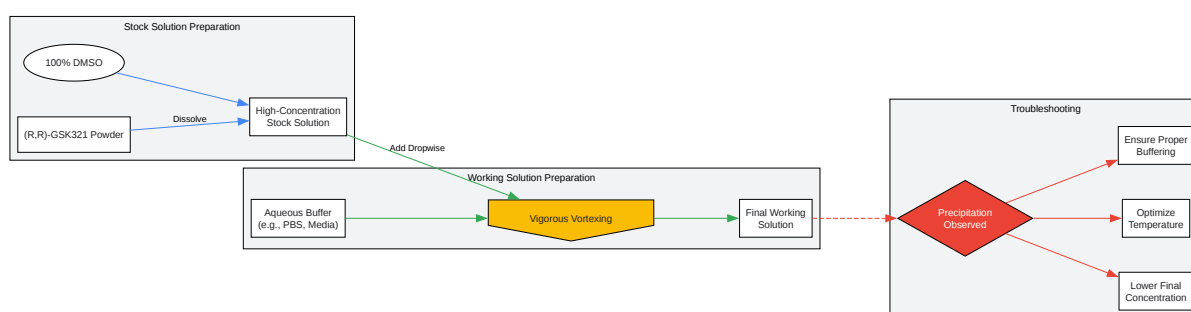 Stock Solution Preparation
100% DMSO
(R,R)-GSK321 Powder
Dissolve
High-Concentration
Stock Solution
Add Dropwise
Working Solution Preparation
Aqueous Buffer
(e.g., PBS, Media)
Vigorous Vortexing
Final Working
Solution
Troubleshooting
Precipitation
Observed
Ensure Proper
Buffering
Optimize
Temperature
Lower Final
Concentration